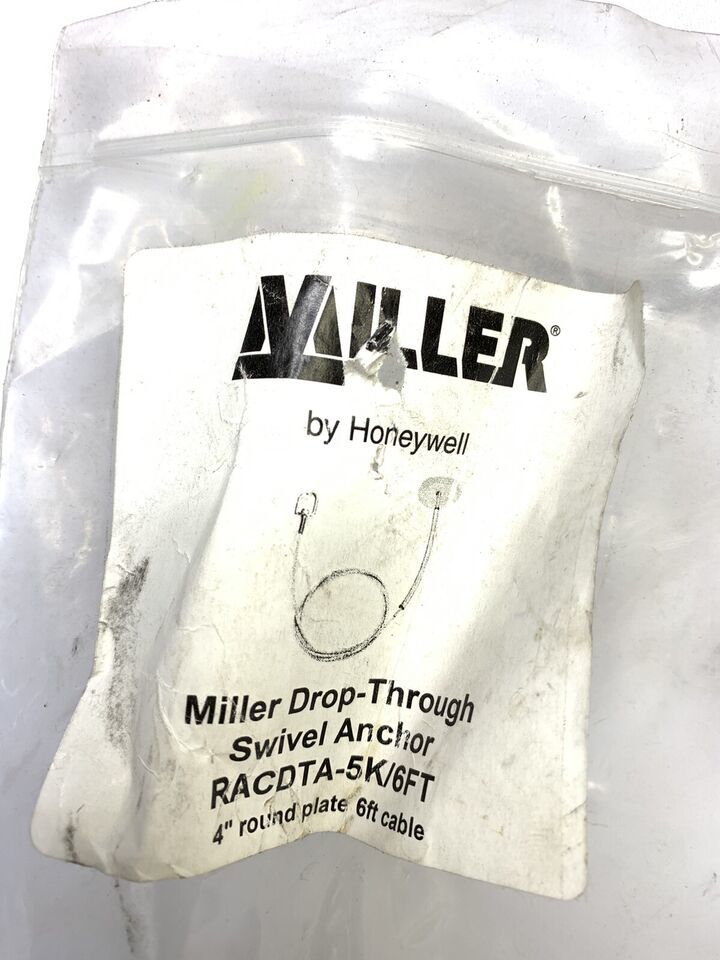 MILLER®
by Honeywell
Miller Drop-Through
Swivel Anchor
RACDTA-5K/6FT
4" round plate 6ft cable